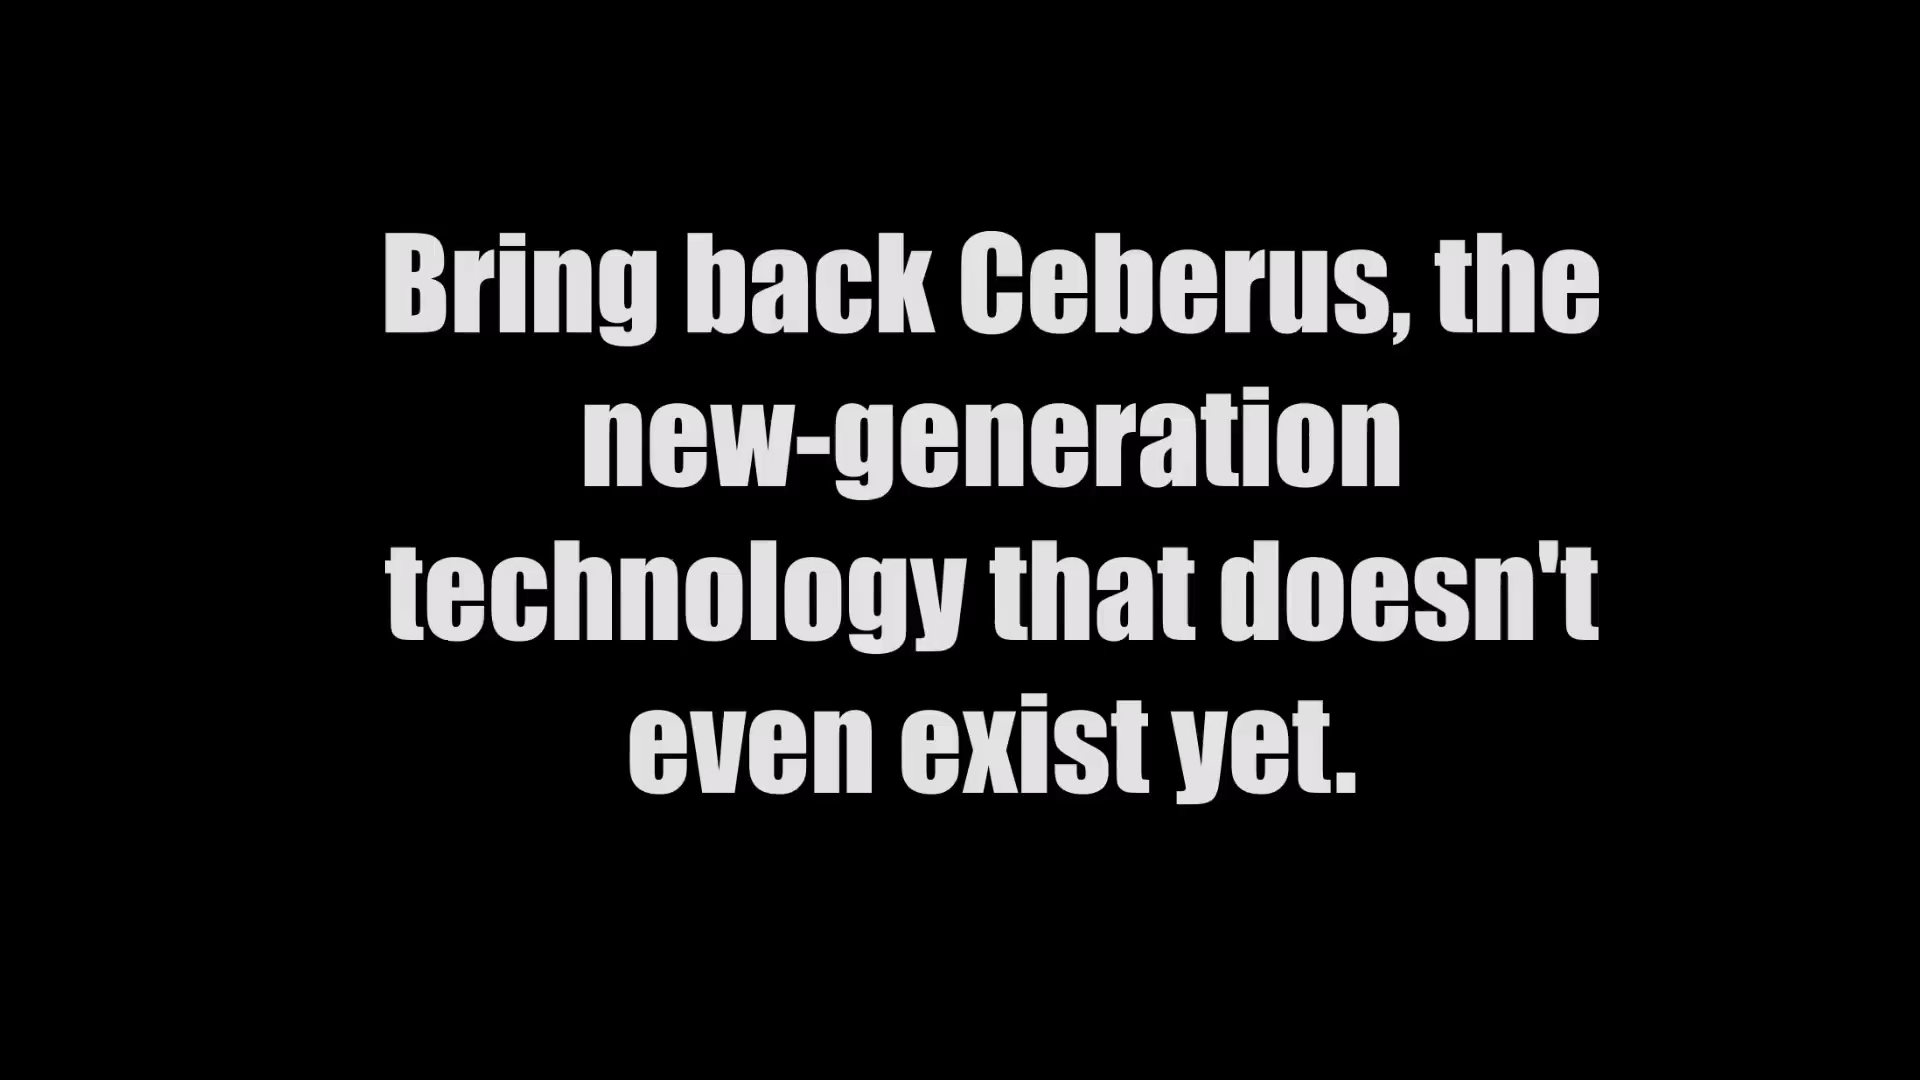 Bring back Ceberus, the
new-generation
technology that doesn't
even exist yet.